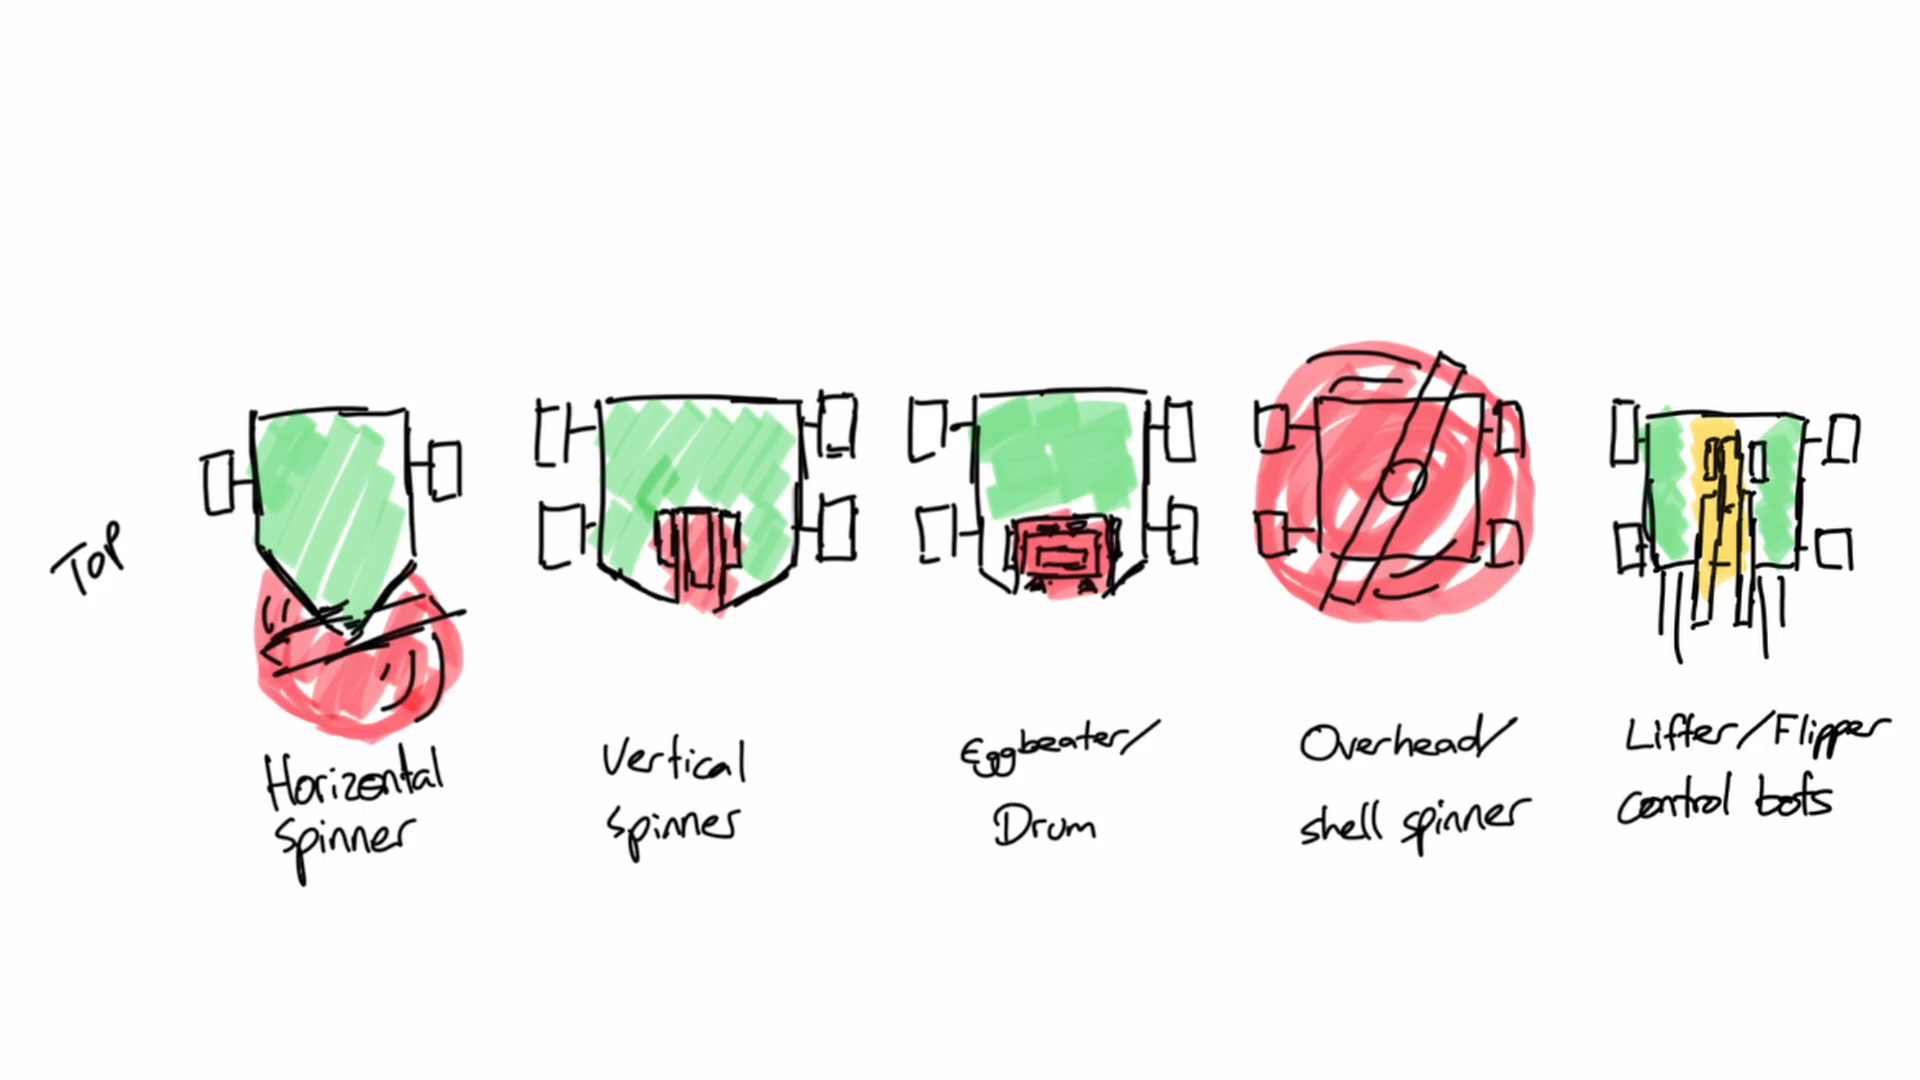 TOP
Horizontal
spinner
Vertical
spinner
Eggbeater/
Drum
Overhead/
shell spinner
Lifter/Flipper
control bots